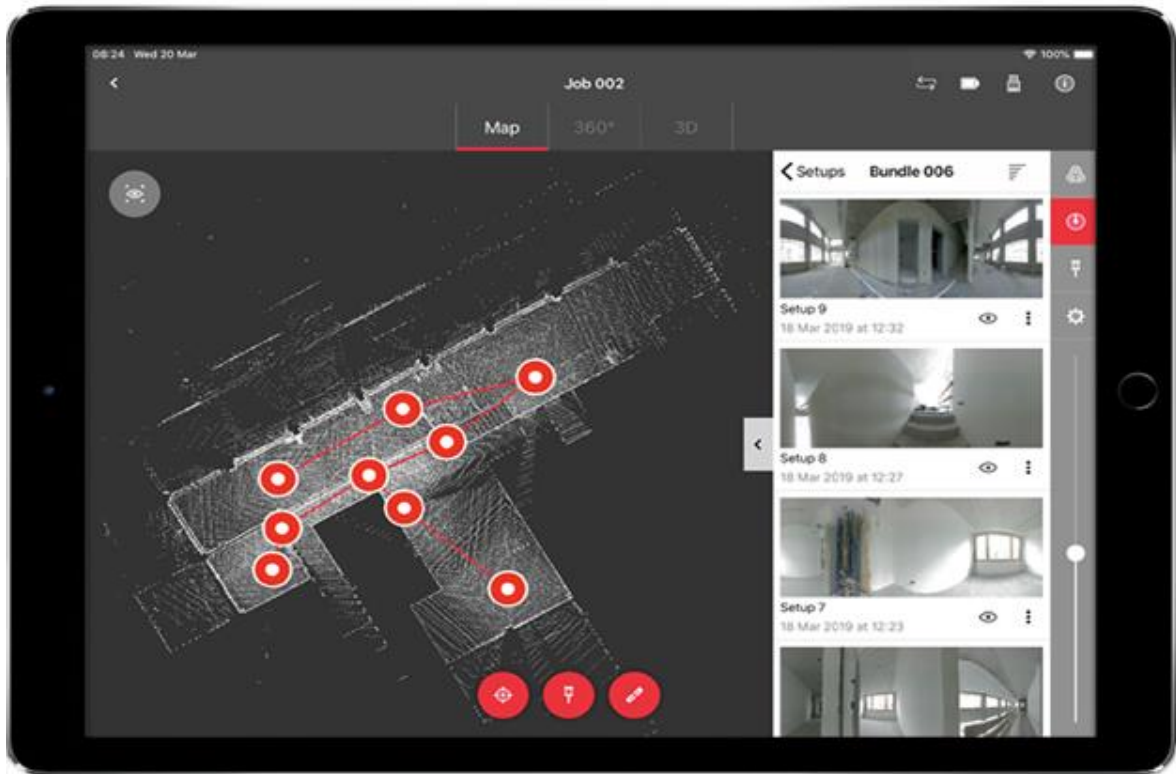 08:24 Wed 20 Mar
100%
Job 002
Map
360°
3D
Setups
Bundle 006
Setup 9
18 Mar 2019 at 12:32
Setup 8
18 Mar 2019 at 12:27
Setup 7
18 Mar 2019 at 12:23